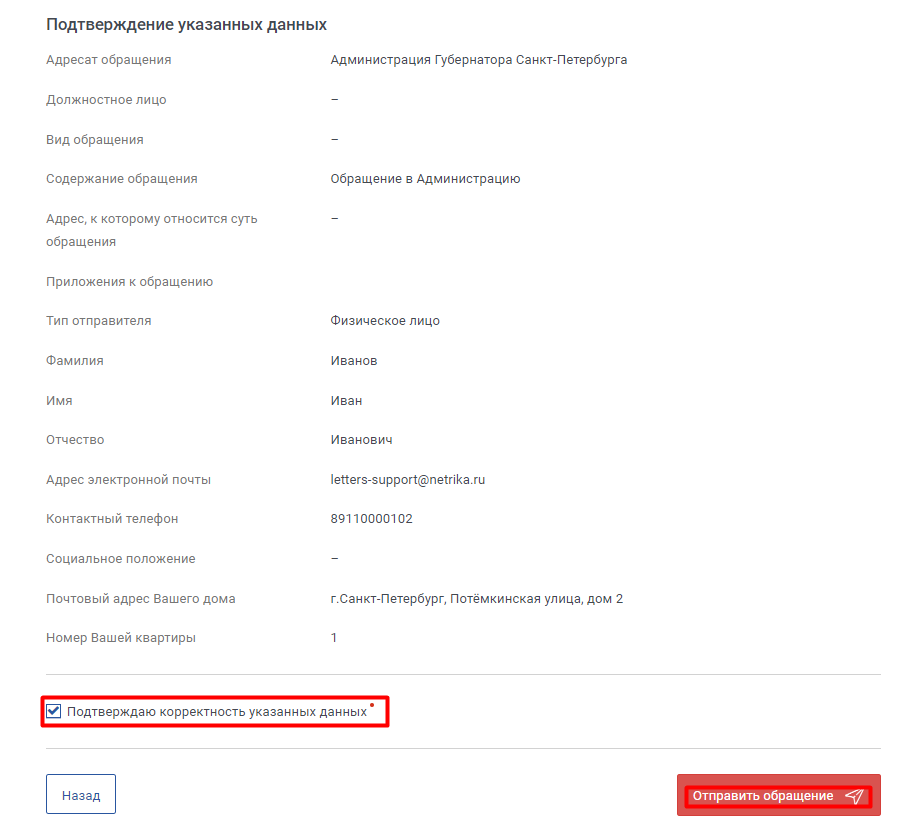 Подтверждение указанных данных
Адресат обращения Администрация Губернатора Санкт-Петербурга
Должностное лицо –
Вид обращения –
Содержание обращения Обращение в Администрацию
Адрес, к которому относится суть –
обращения
Приложения к обращению
Тип отправителя Физическое лицо
Фамилия Иванов
Имя Иван
Отчество Иванович
Адрес электронной почты letters-support@netrika.ru
Контактный телефон 89110000102
Социальное положение –
Почтовый адрес Вашего дома г.Санкт-Петербург, Потёмкинская улица, дом 2
Номер Вашей квартиры 1
Подтверждаю корректность указанных данных
Назад Отправить обращение